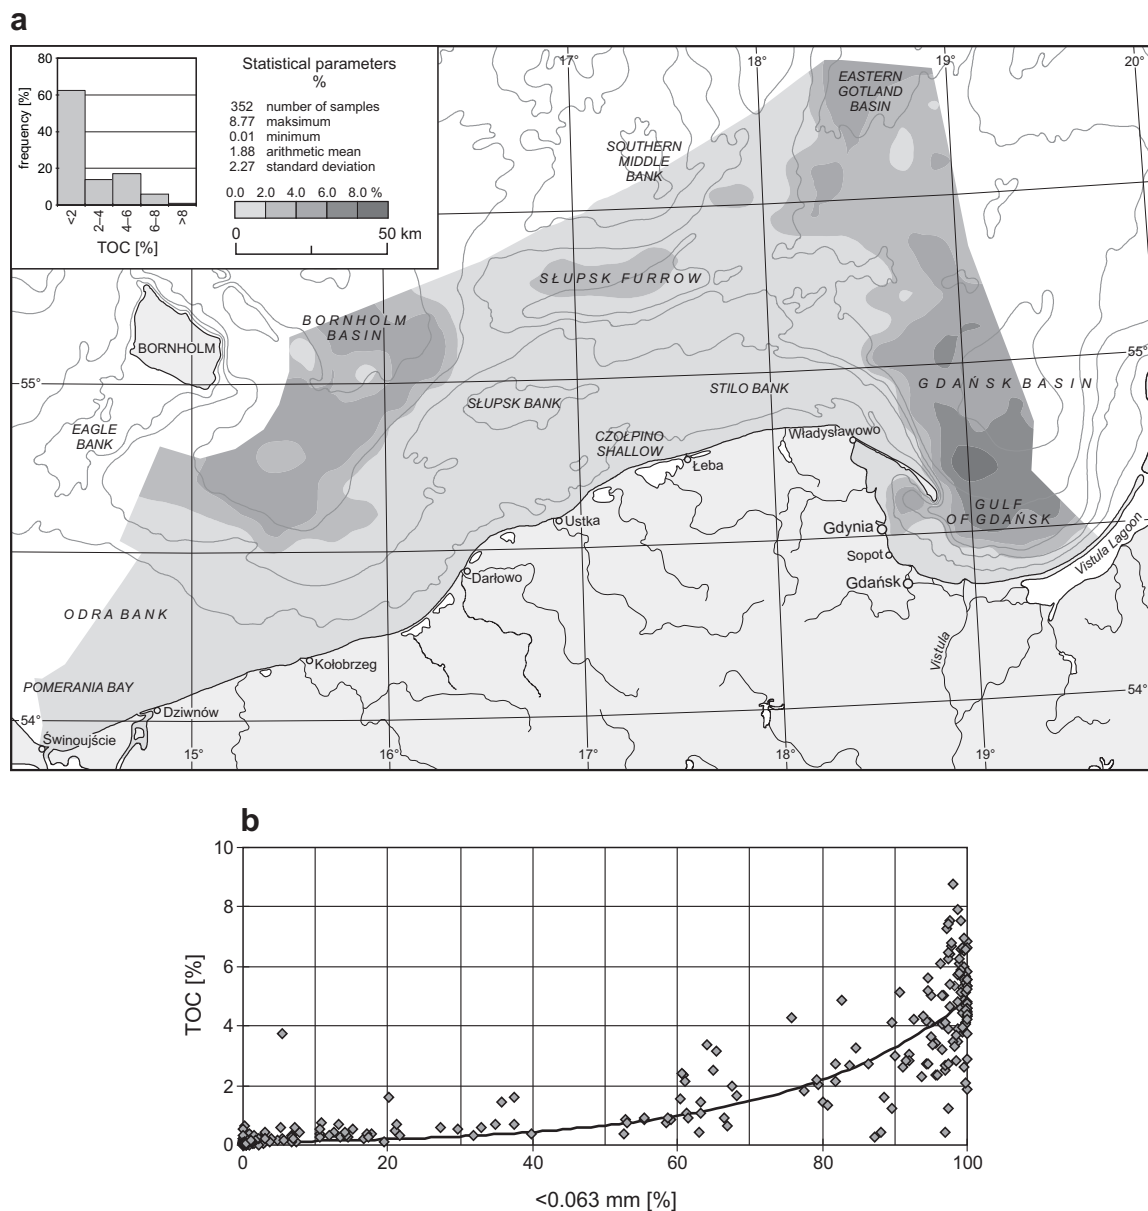 a
80
60
40
20
0
frequency [%]
<2
2–4
4–6
6–8
>8
TOC [%]
Statistical parameters
%
352 number of samples
8.77 maksimum
0.01 minimum
1.88 arithmetic mean
2.27 standard deviation
0.0 2.0 4.0 6.0 8.0 %
0 50 km
17° 18° 19° 20°
EASTERN
GOTLAND
BASIN
SOUTHERN
MIDDLE
BANK
SŁUPSK FURROW
BORNHOLM
BASIN
BORNHOLM
55°
55°
GDAŃSK BASIN
STILO BANK
SŁUPSK BANK
EAGLE
BANK
CZOŁPINO
SHALLOW
Władysławowo
Łeba
GULF
OF GDAŃSK
Ustka
Gdynia
Sopot
Gdańsk
Vistula Lagoon
Darłowo
ODRA BANK
Vistula
Kołobrzeg
POMERANIA BAY
54°
54°
Dziwnów
Świnoujście
15° 16° 17° 18° 19°
b
10
8
6
4
2
0
TOC [%]
0 20 40 60 80 100
<0.063 mm [%]